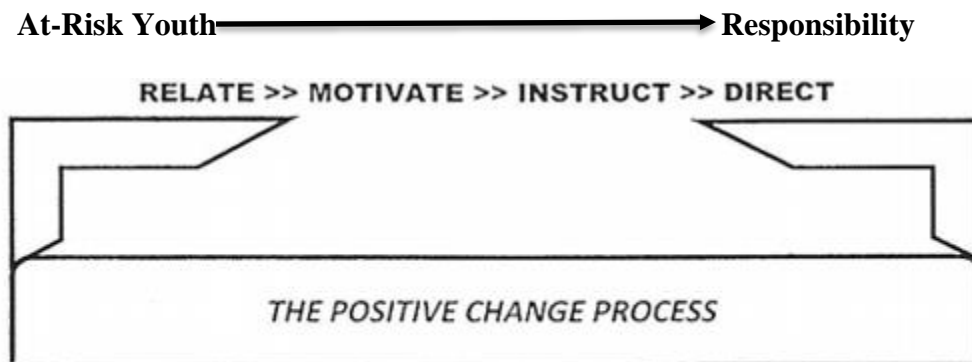 At-Risk Youth Responsibility
RELATE >> MOTIVATE >> INSTRUCT >> DIRECT
THE POSITIVE CHANGE PROCESS